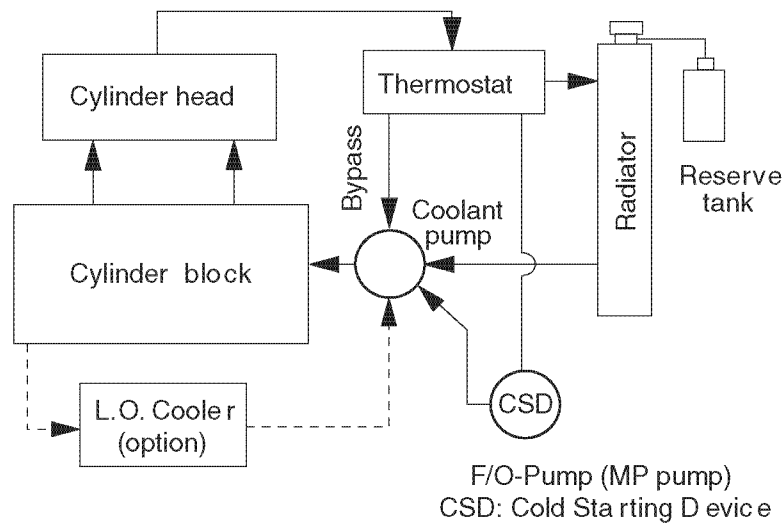 Cylinder head
Thermostat
Bypass
Coolant
pump
Radiator
Reserve
tank
Cylinder block
L.O. Cooler
(option)
CSD
F/O-Pump (MP pump)
CSD: Cold Starting Device